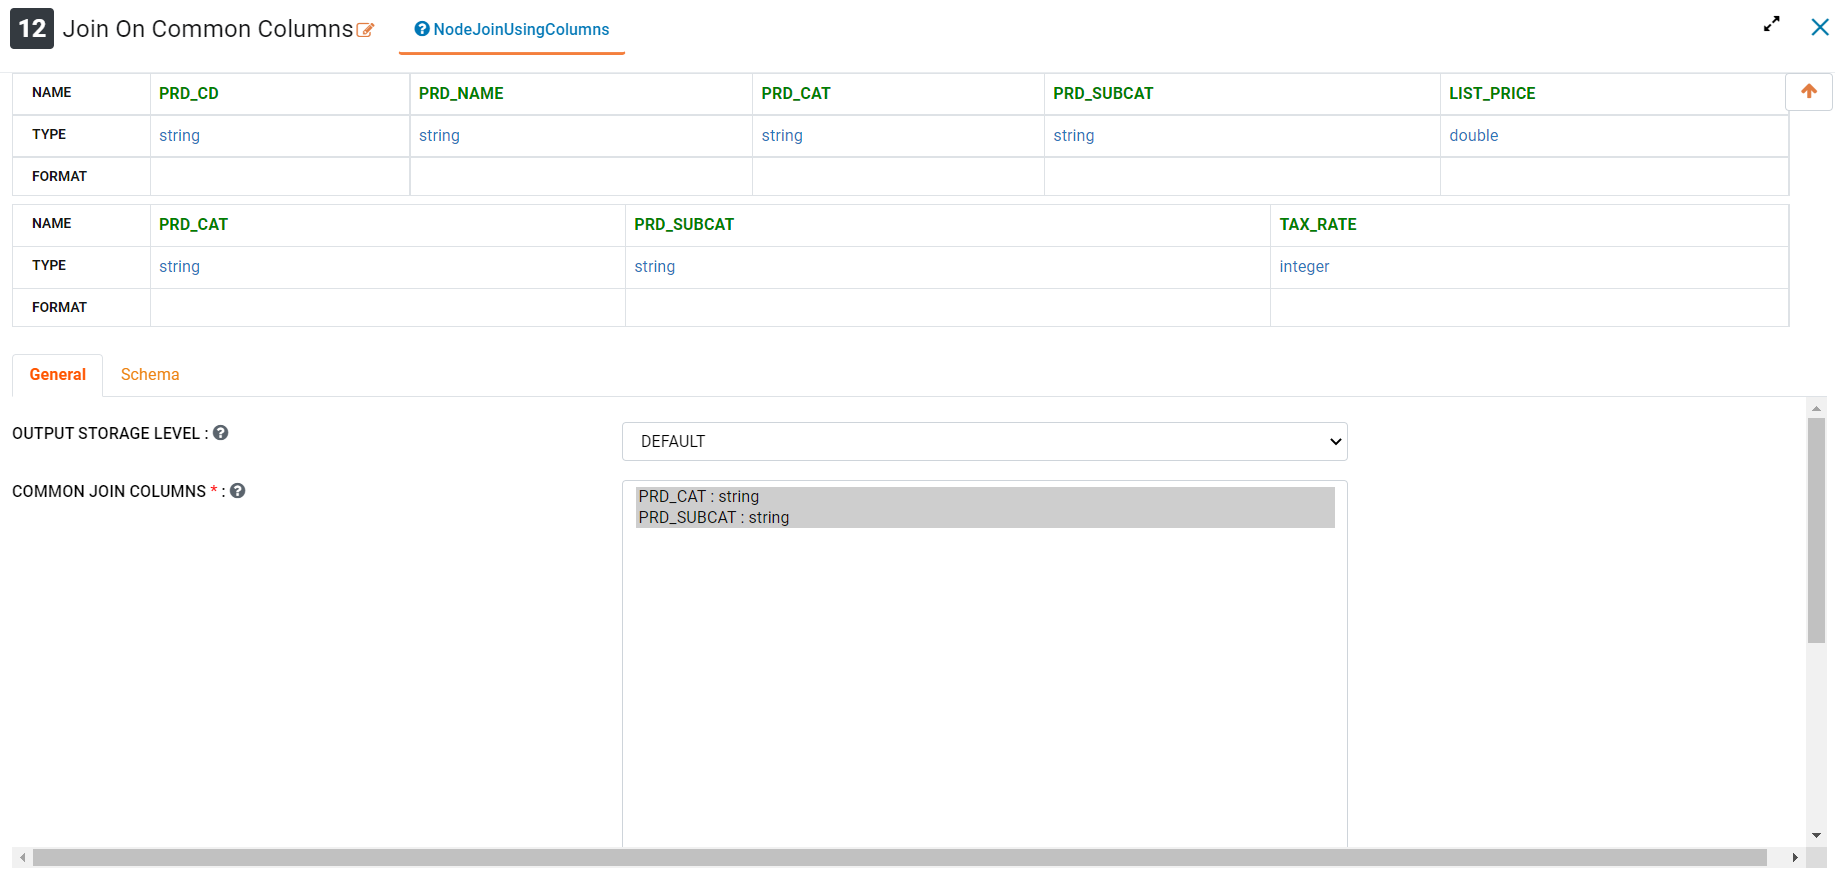 12 Join On Common Columns NodeJoinUsingColumns
NAME PRD_CD PRD_NAME PRD_CAT PRD_SUBCAT LIST_PRICE
TYPE string string string string double
FORMAT
NAME PRD_CAT PRD_SUBCAT TAX_RATE
TYPE string string integer
FORMAT
General Schema
OUTPUT STORAGE LEVEL : DEFAULT
COMMON JOIN COLUMNS * : PRD_CAT : string
PRD_SUBCAT : string